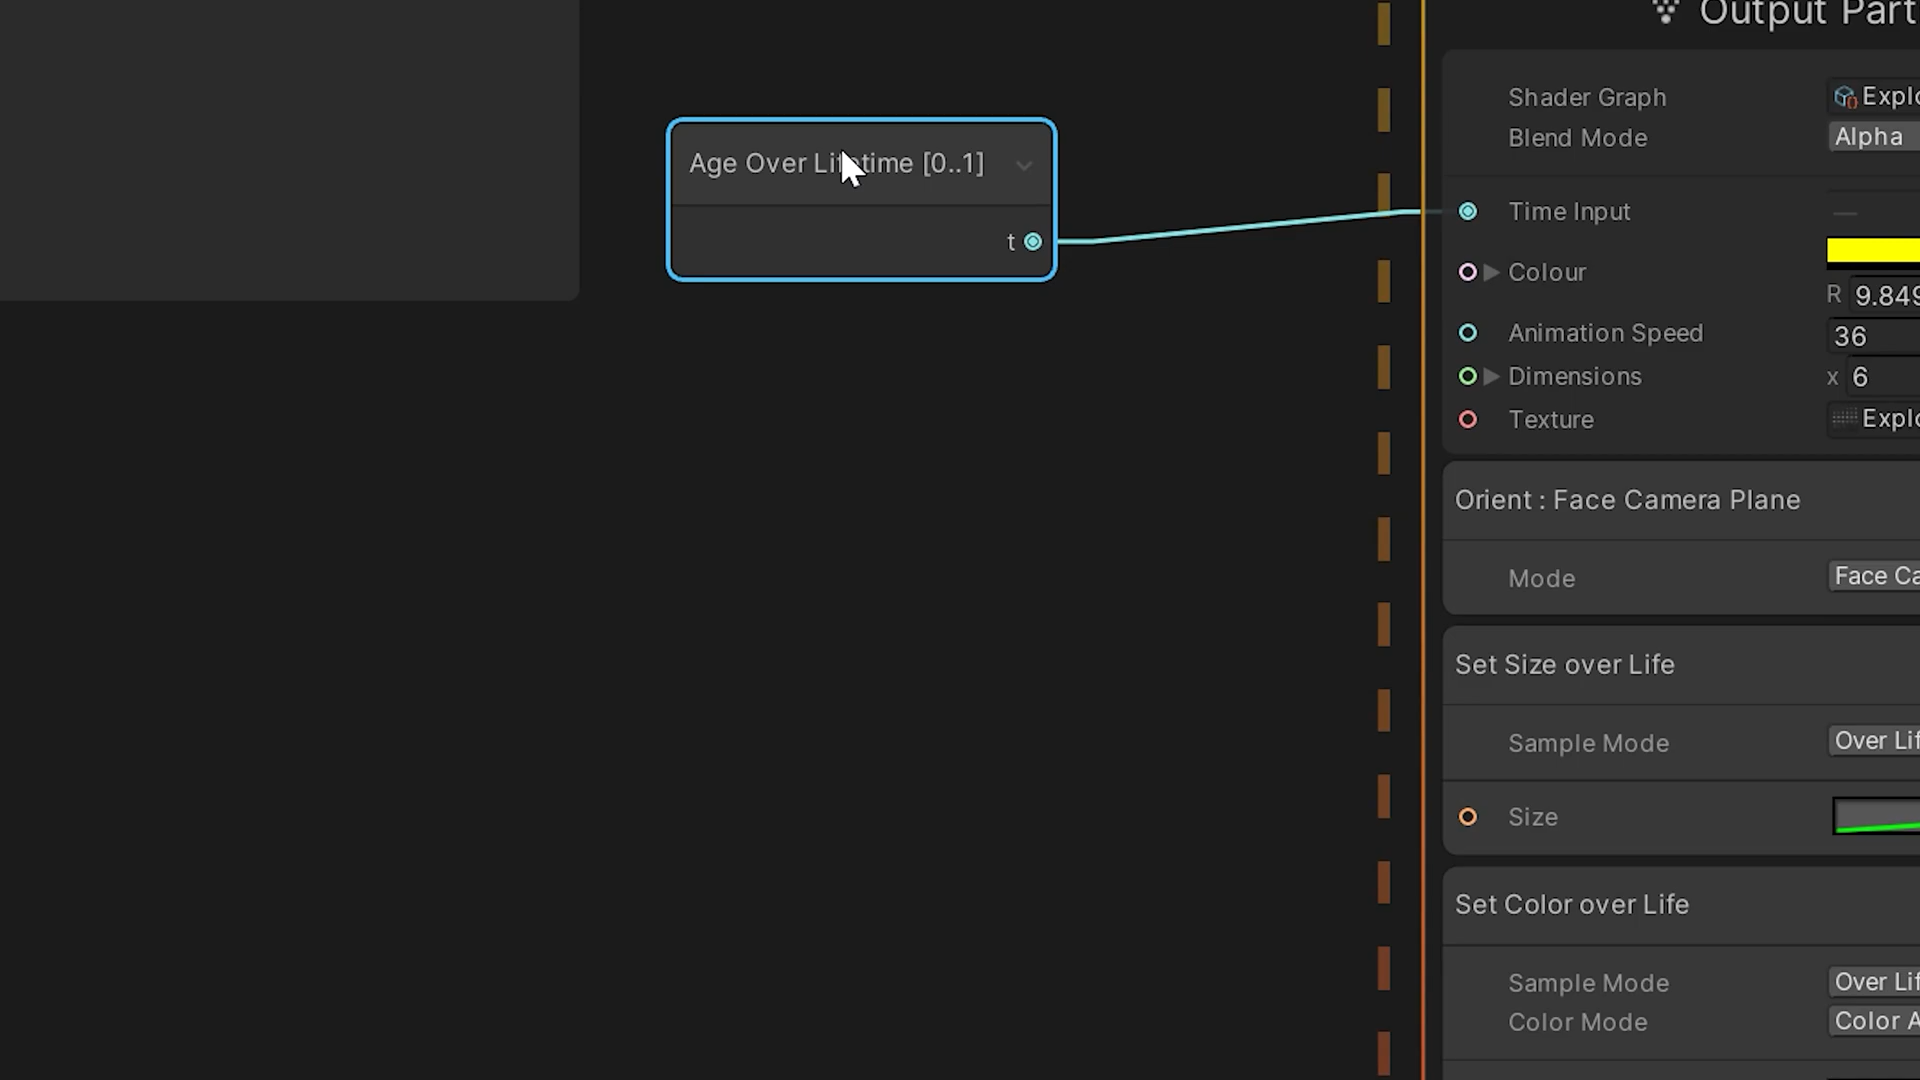 Output Part
Shader Graph Explo
Blend Mode Alpha
Age Over Lifetime [0..1]
t
Time Input
Colour
R 9.849
Animation Speed 36
Dimensions x 6
Texture Explo
Orient : Face Camera Plane
Mode Face Ca
Set Size over Life
Sample Mode Over Lif
Size
Set Color over Life
Sample Mode Over Lif
Color Mode Color A